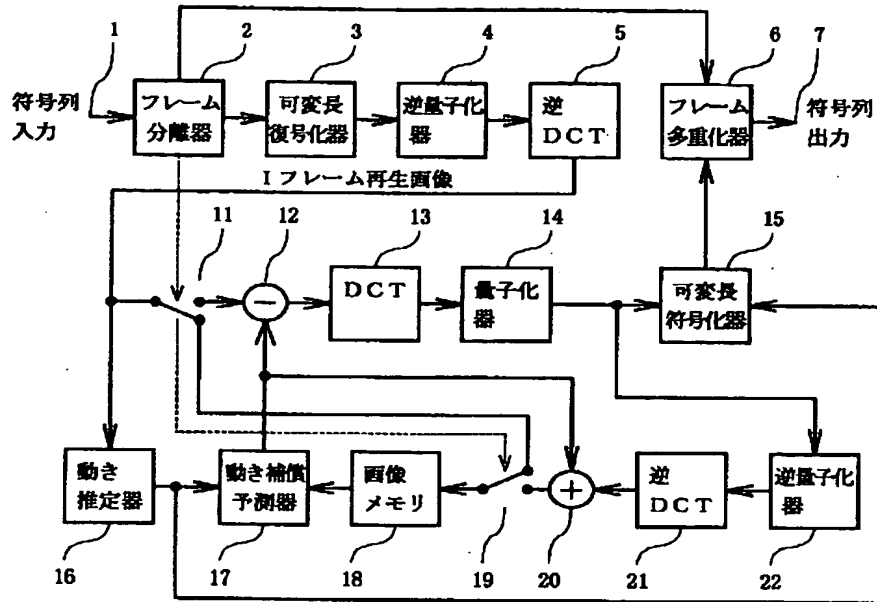 1
2
3
4
5
6
7
符号列
入力
フレーム
分離器
可変長
復号化器
逆量子化
器
逆
DCT
フレーム
多重化器
符号列
出力
Iフレーム再生画像
11
12
13
14
15
DCT
量子化
器
可変長
符号化器
動き
推定器
動き補償
予測器
画像
メモリ
逆
DCT
逆量子化
器
16
17
18
19
20
21
22